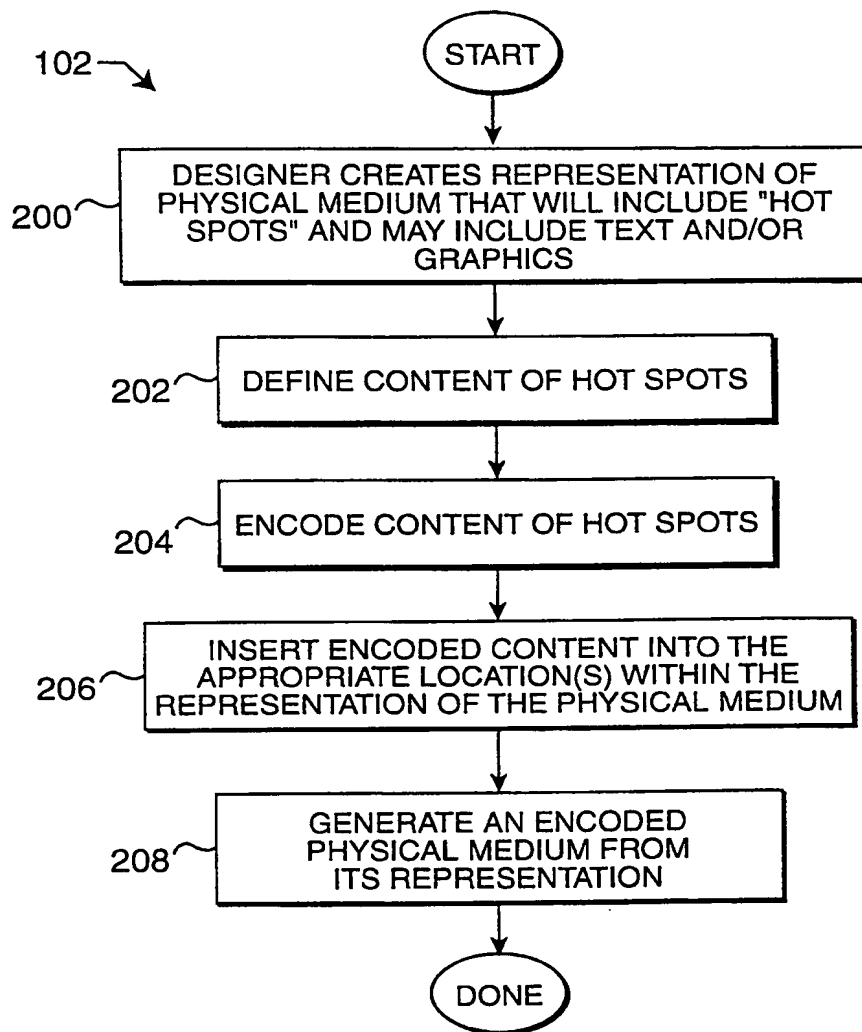 102
START
200
DESIGNER CREATES REPRESENTATION OF
PHYSICAL MEDIUM THAT WILL INCLUDE "HOT
SPOTS" AND MAY INCLUDE TEXT AND/OR
GRAPHICS
202
DEFINE CONTENT OF HOT SPOTS
204
ENCODE CONTENT OF HOT SPOTS
206
INSERT ENCODED CONTENT INTO THE
APPROPRIATE LOCATION(S) WITHIN THE
REPRESENTATION OF THE PHYSICAL MEDIUM
208
GENERATE AN ENCODED
PHYSICAL MEDIUM FROM
ITS REPRESENTATION
DONE